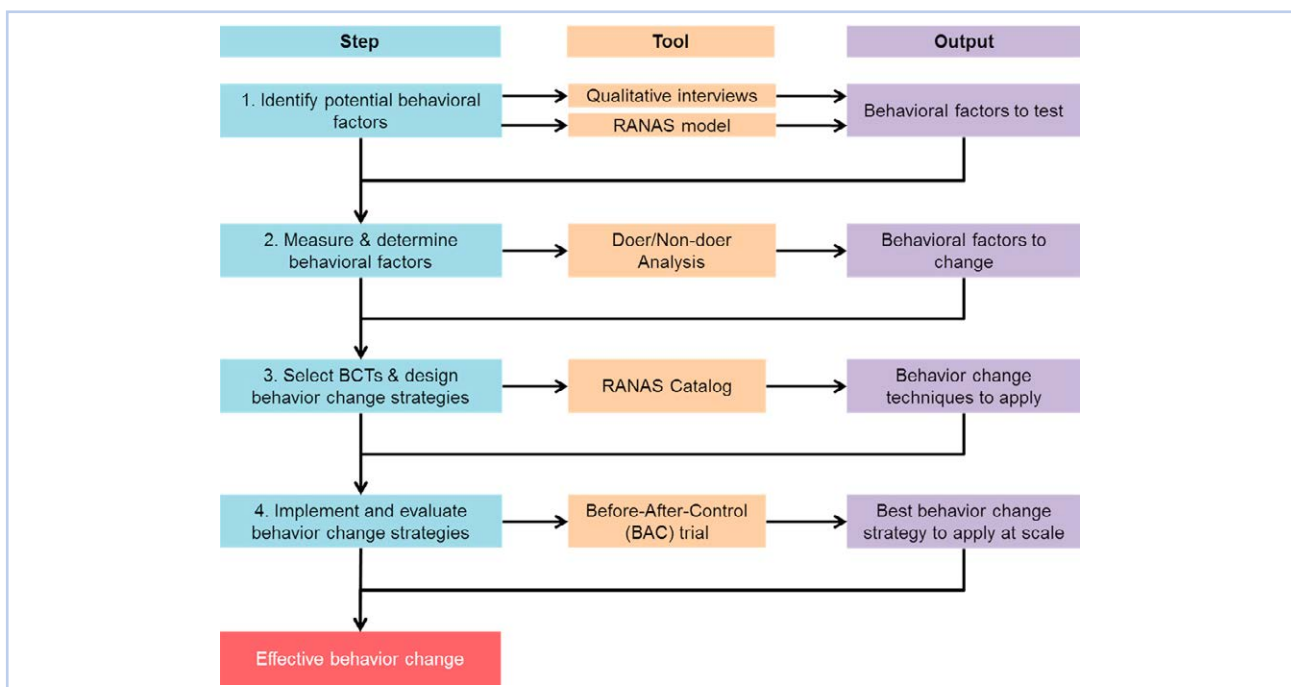 Step
Tool
Output
1. Identify potential behavioral
factors
Qualitative interviews
RANAS model
Behavioral factors to test
2. Measure & determine
behavioral factors
Doer/Non-doer
Analysis
Behavioral factors to
change
3. Select BCTs & design
behavior change strategies
RANAS Catalog
Behavior change
techniques to apply
4. Implement and evaluate
behavior change strategies
Before-After-Control
(BAC) trial
Best behavior change
strategy to apply at scale
Effective behavior change